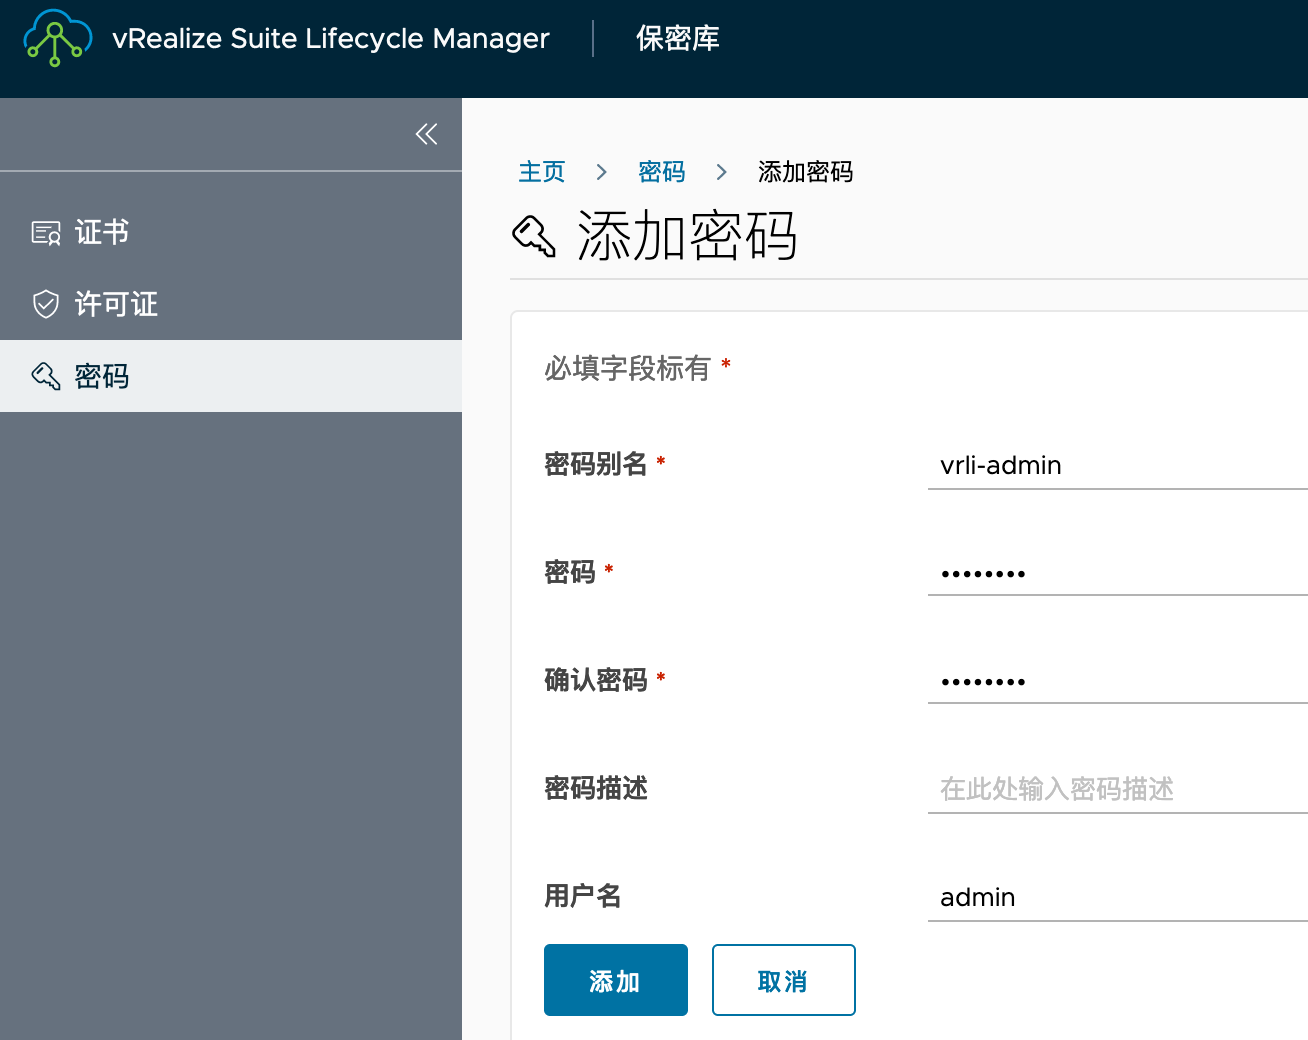 vRealize Suite Lifecycle Manager 保密库
证书
许可证
密码
主页 > 密码 > 添加密码
添加密码
必填字段标有 *
密码别名 * vrli-admin
密码 * ••••••••
确认密码 * ••••••••
密码描述 在此处输入密码描述
用户名 admin
添加 取消